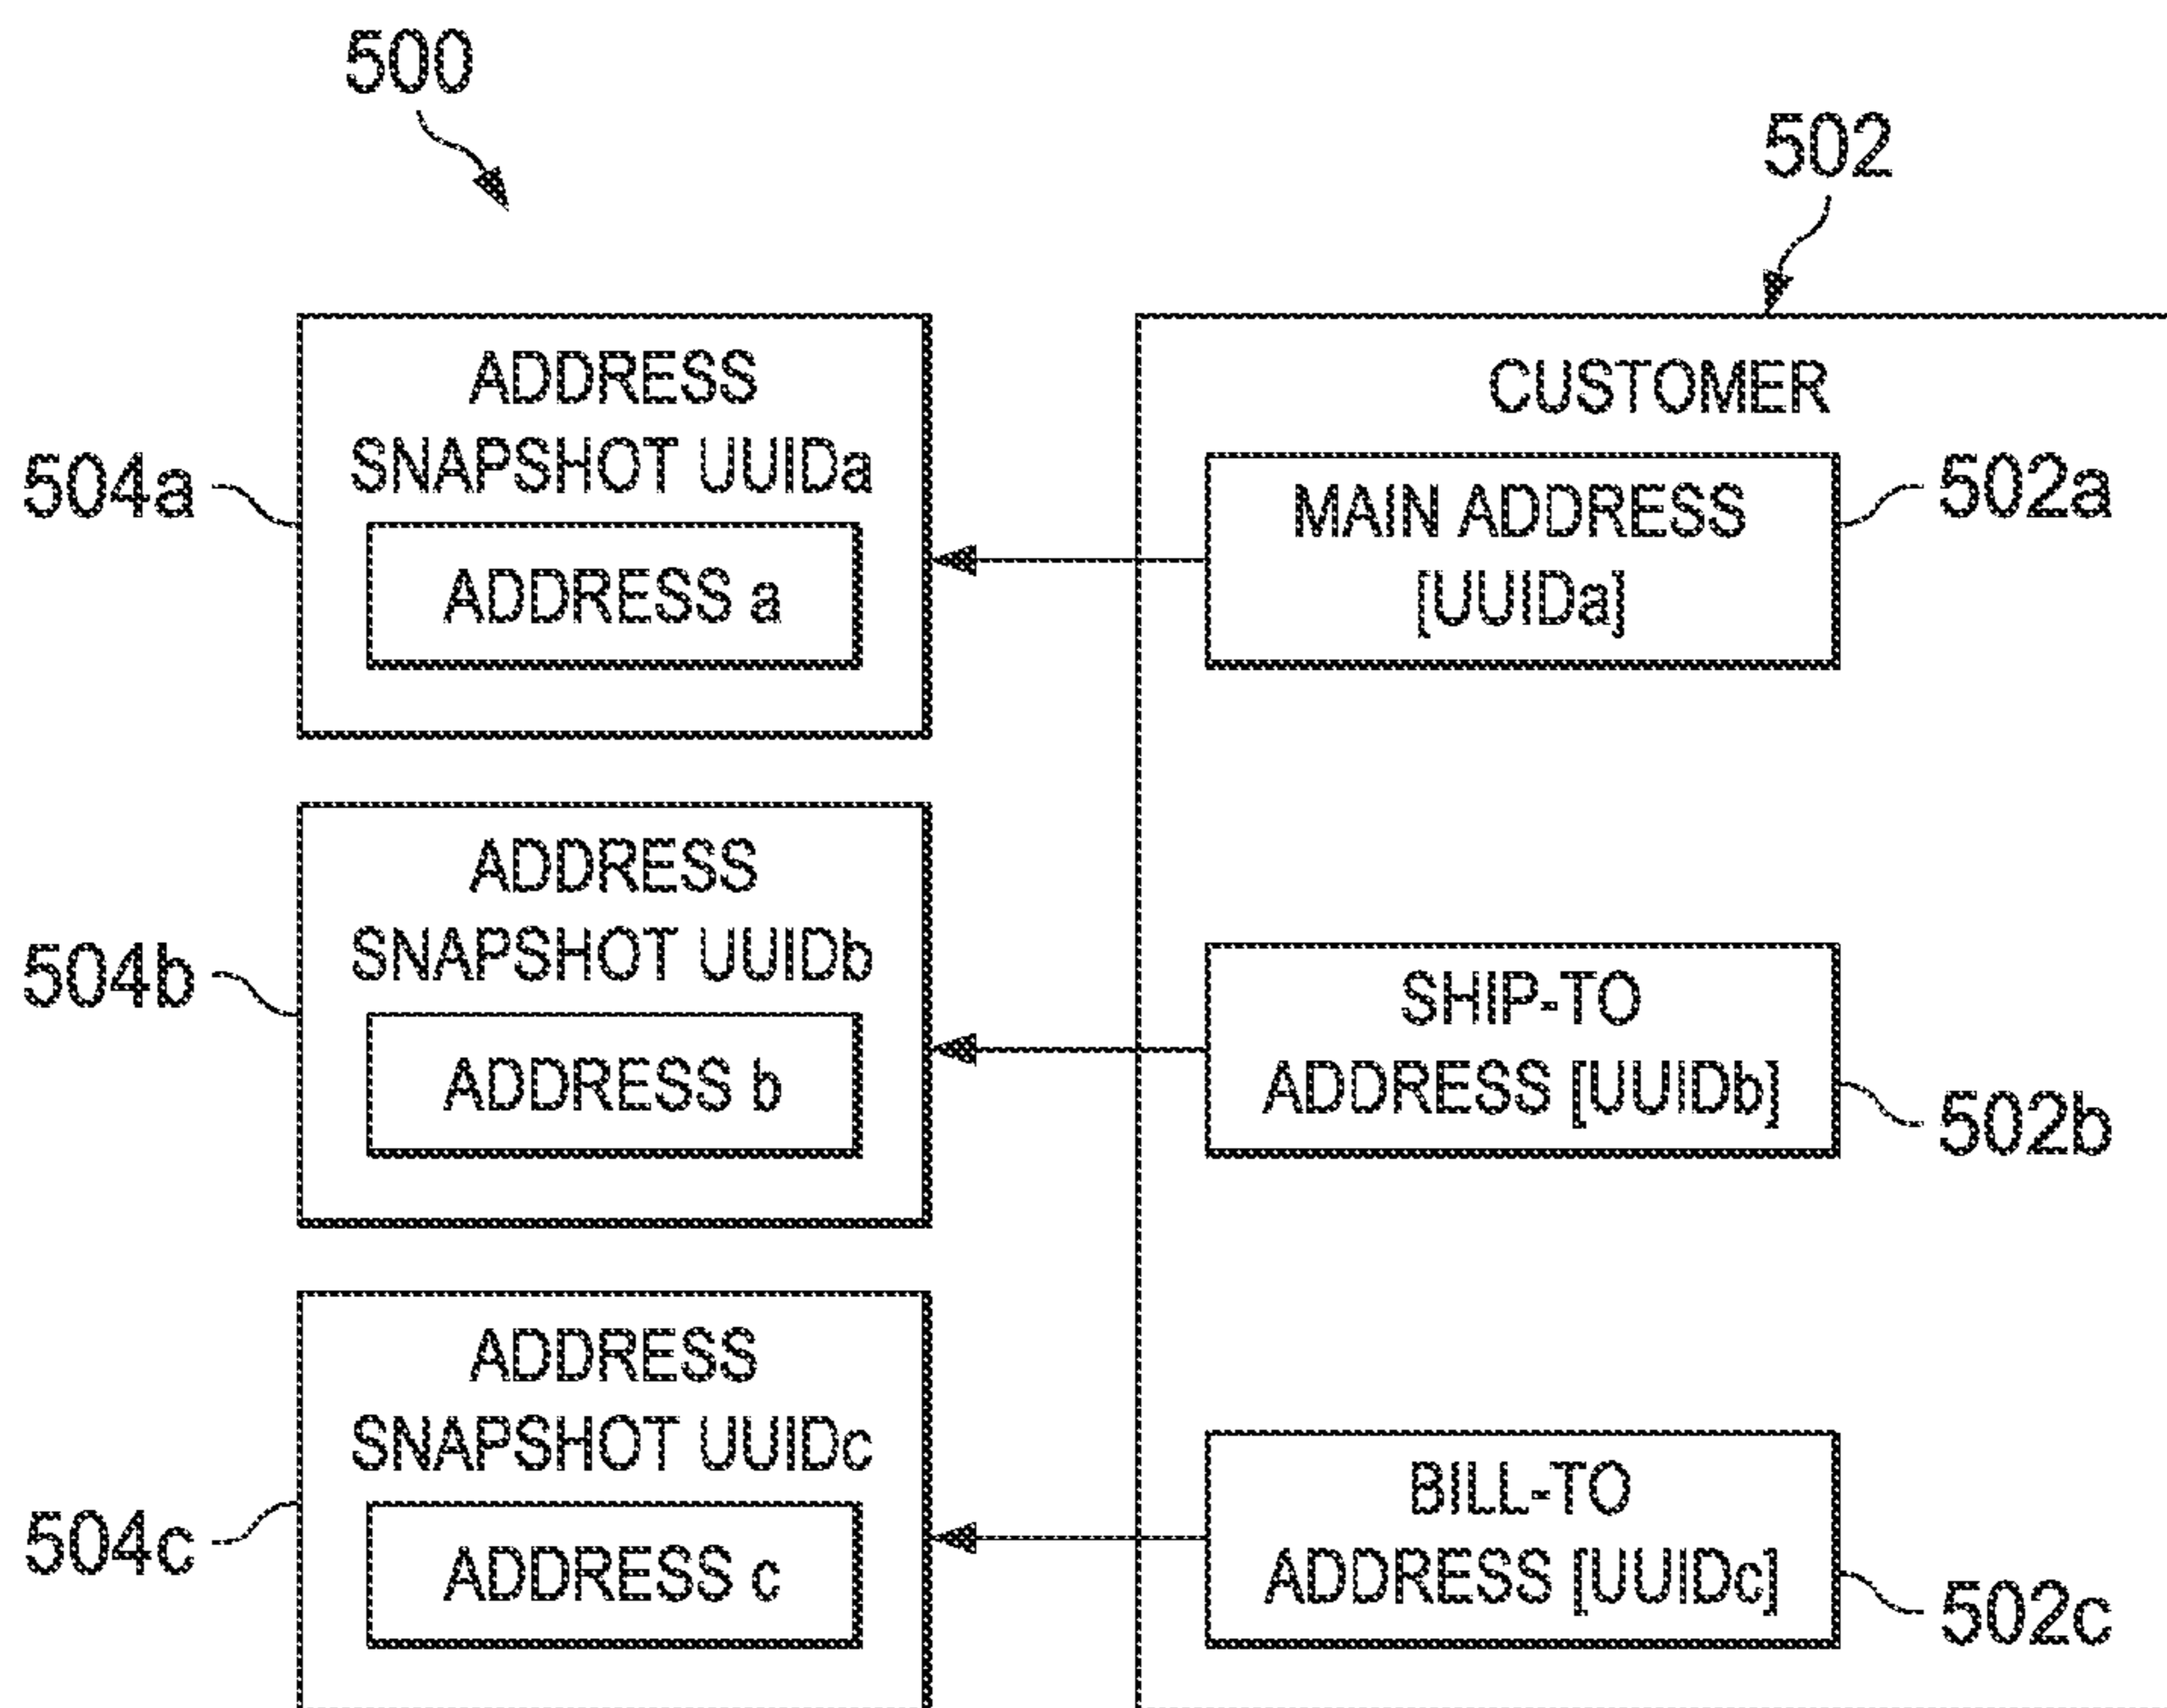 500
502
ADDRESS
SNAPSHOT UUIDa
504a
ADDRESS a
CUSTOMER
MAIN ADDRESS
[UUIDa]
502a
ADDRESS
SNAPSHOT UUIDb
504b
ADDRESS b
SHIP-TO
ADDRESS [UUIDb]
502b
ADDRESS
SNAPSHOT UUIDc
504c
ADDRESS c
BILL-TO
ADDRESS [UUIDc]
502c